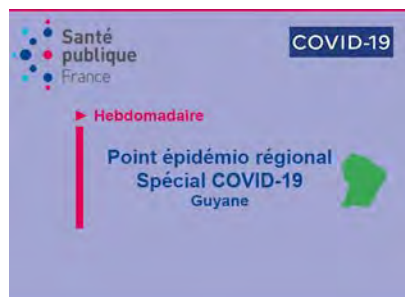 Santé
publique
France
COVID-19
► Hebdomadaire
Point épidémio régional
Spécial COVID-19
Guyane